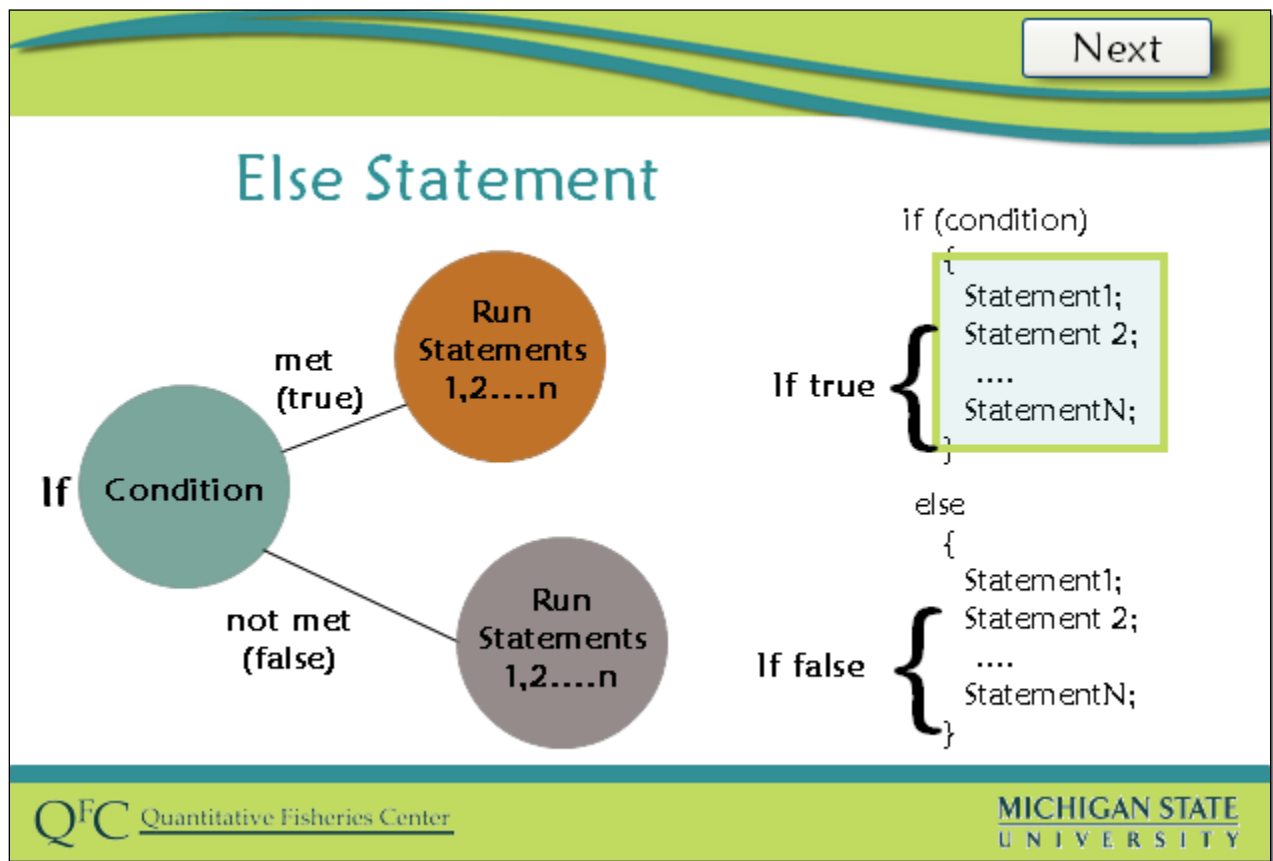 Next
Else Statement
if (condition)
{
Statement1;
Statement 2;
....
StatementN;
}
If true {
else
{
Statement1;
Statement 2;
....
StatementN;
}
If false {
If
Condition
met
(true)
Run
Statements
1,2....n
not met
(false)
Run
Statements
1,2....n
QFC Quantitative Fisheries Center
MICHIGAN STATE
UNIVERSITY